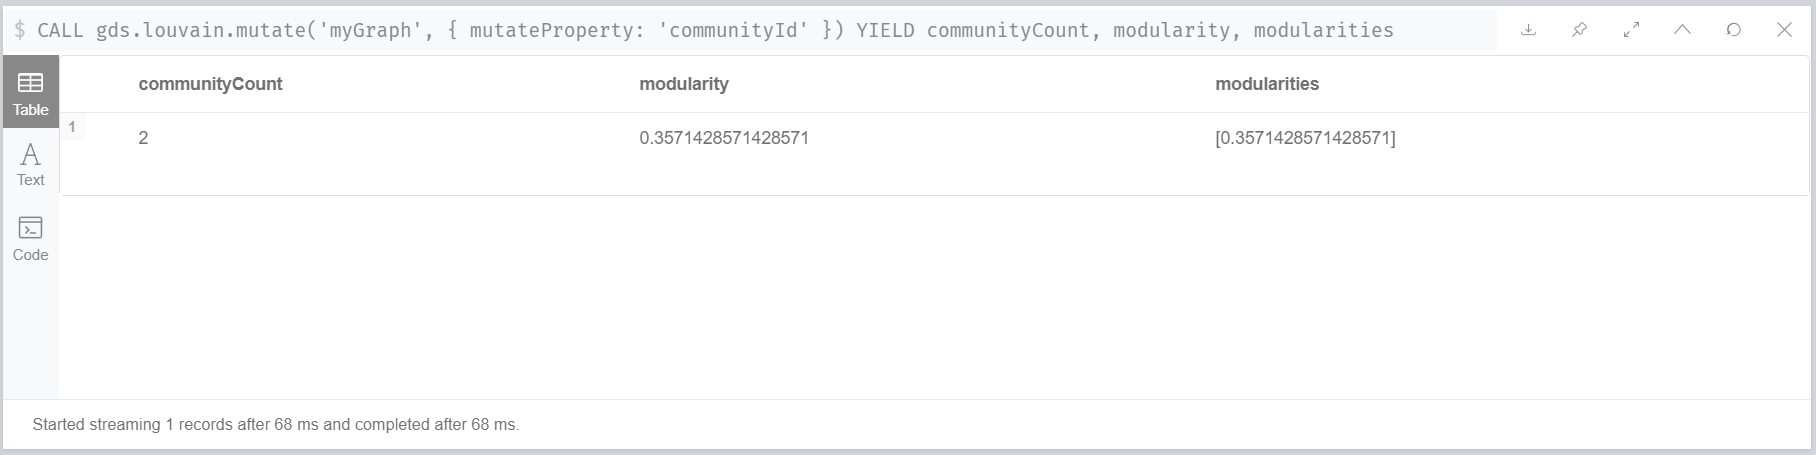 $ CALL gds.louvain.mutate('myGraph', { mutateProperty: 'communityId' }) YIELD communityCount, modularity, modularities
Table
Text
Code
communityCount modularity modularities
1 2 0.3571428571428571 [0.3571428571428571]
Started streaming 1 records after 68 ms and completed after 68 ms.